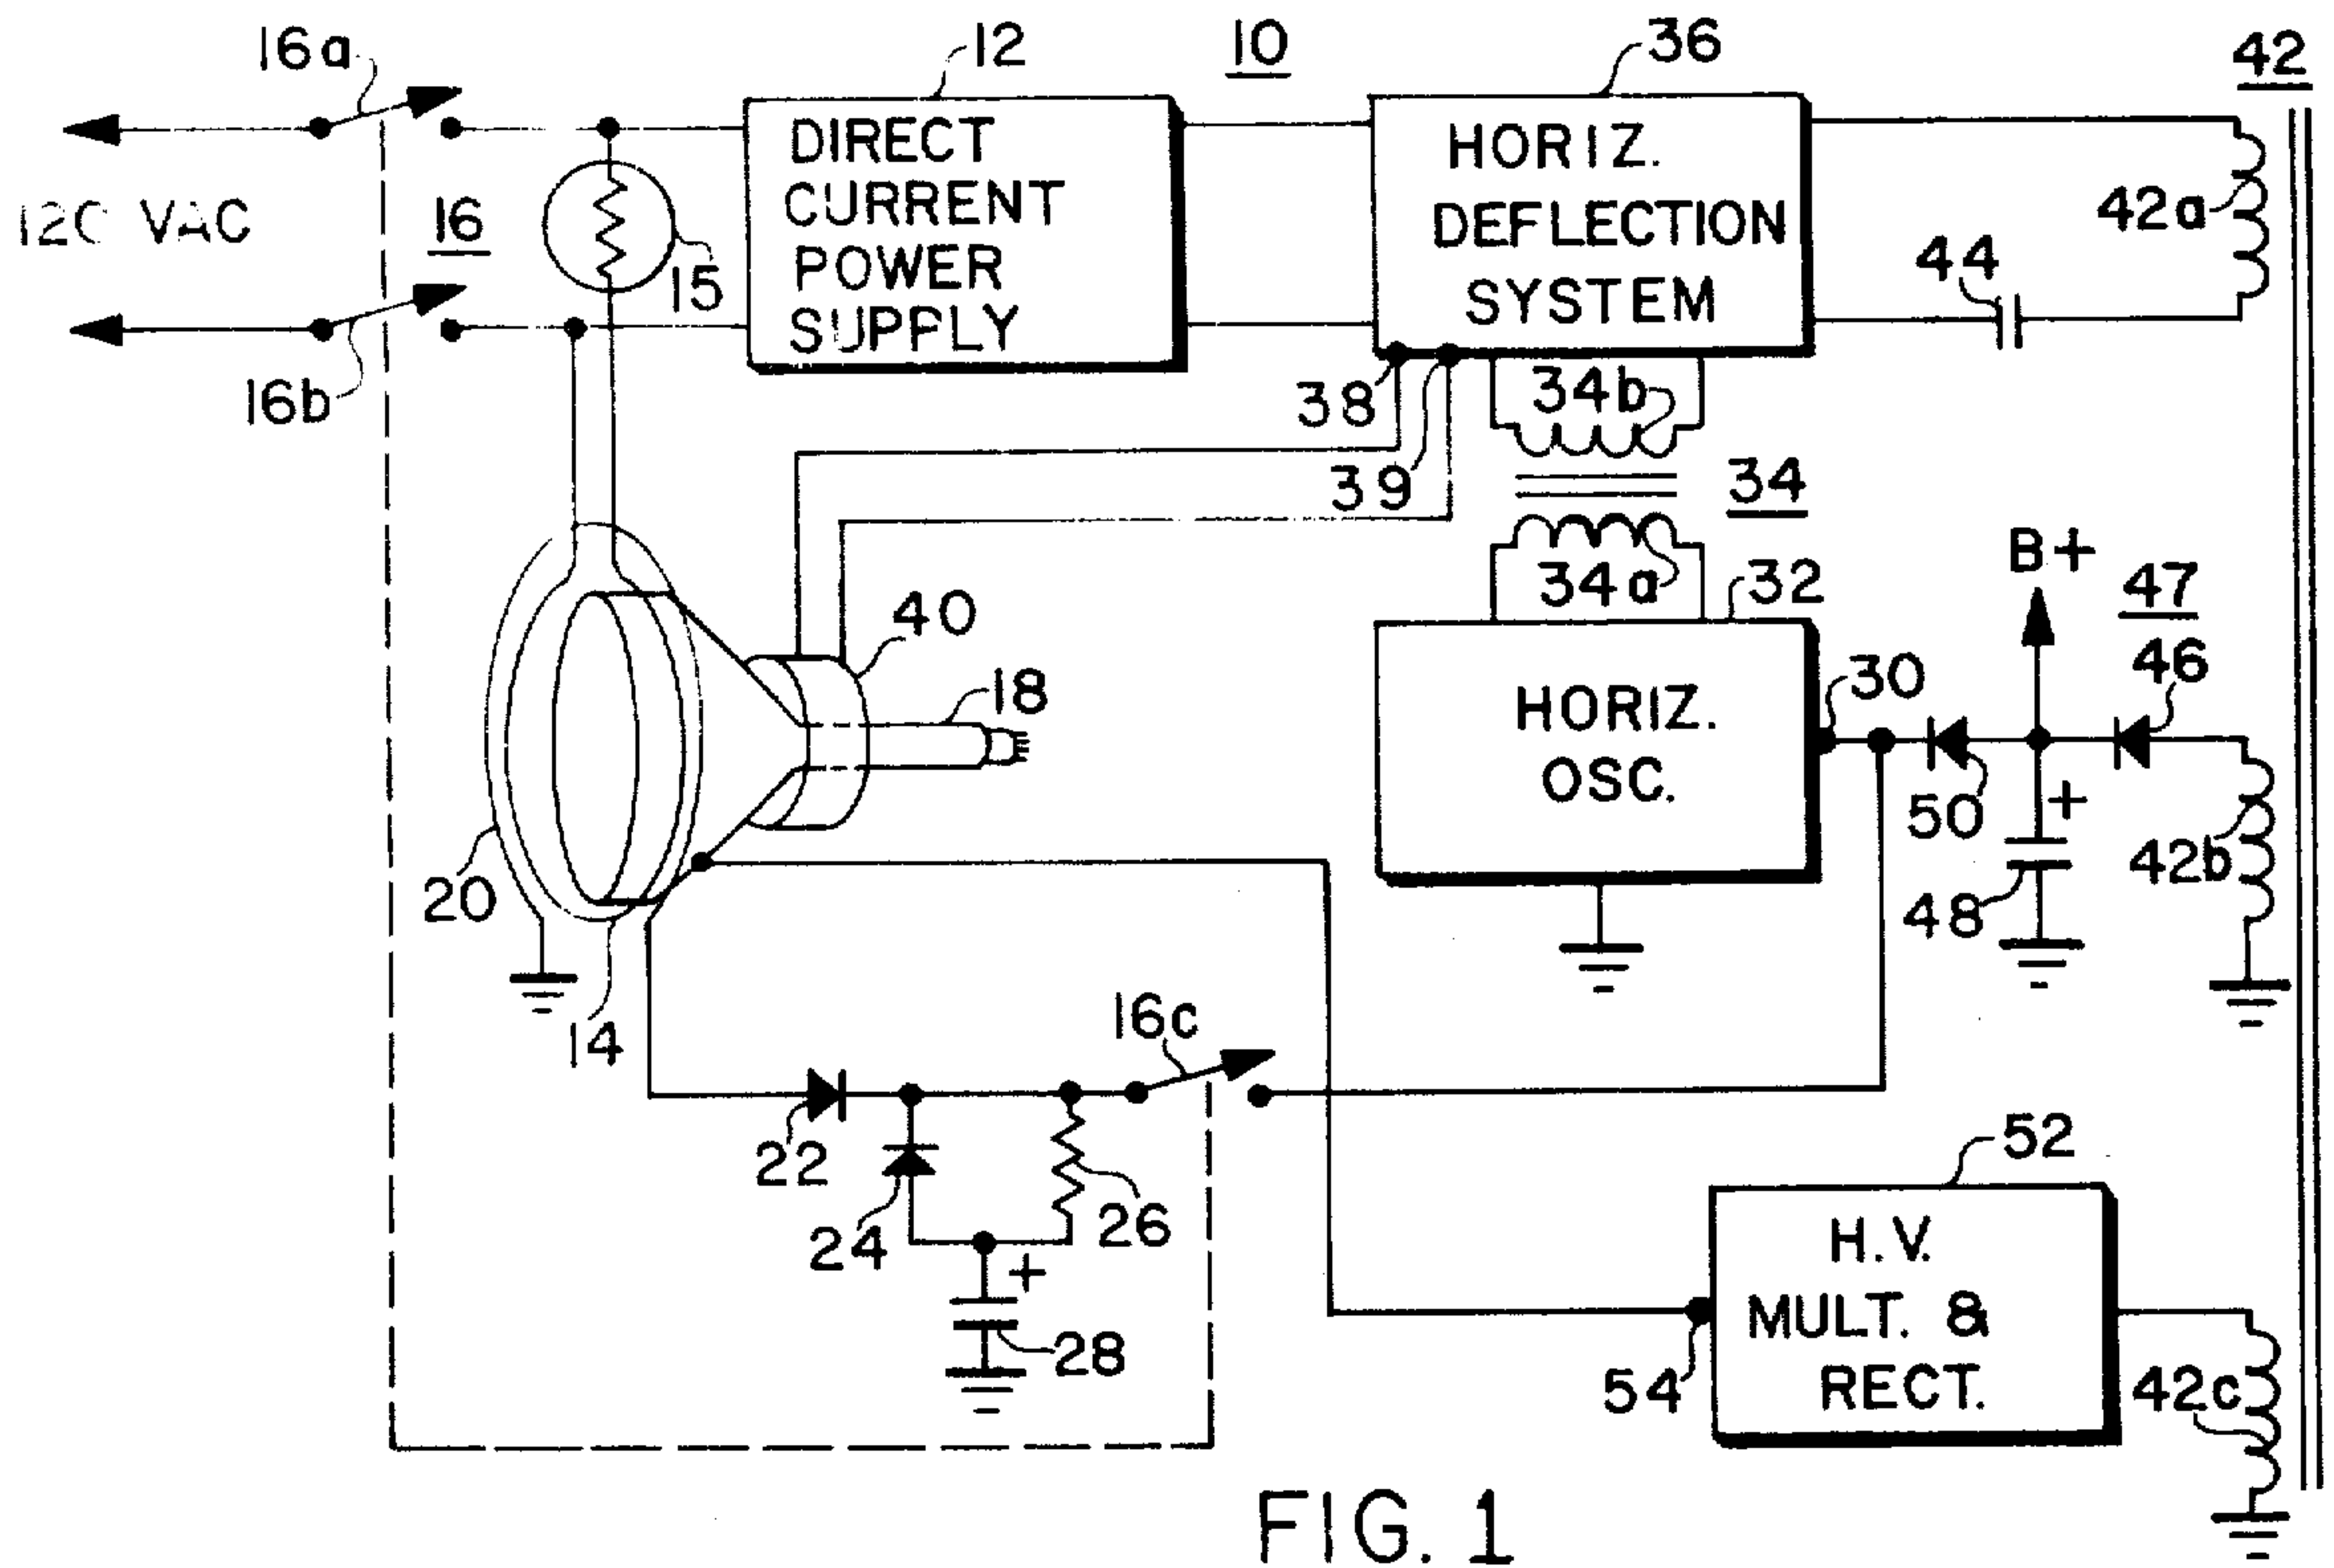 16a
12
10
36
42
DIRECT
CURRENT
POWER
SUPPLY
HORIZ.
DEFLECTION
SYSTEM
42a
120 VAC
16
15
44
16b
38
34b
39
34
B+
47
34a
32
40
46
18
30
HORIZ.
OSC.
50
+
42b
20
48
14
16c
22
52
24
26
H.V.
MULT. &
RECT.
+
28
54
42c
FIG. 1